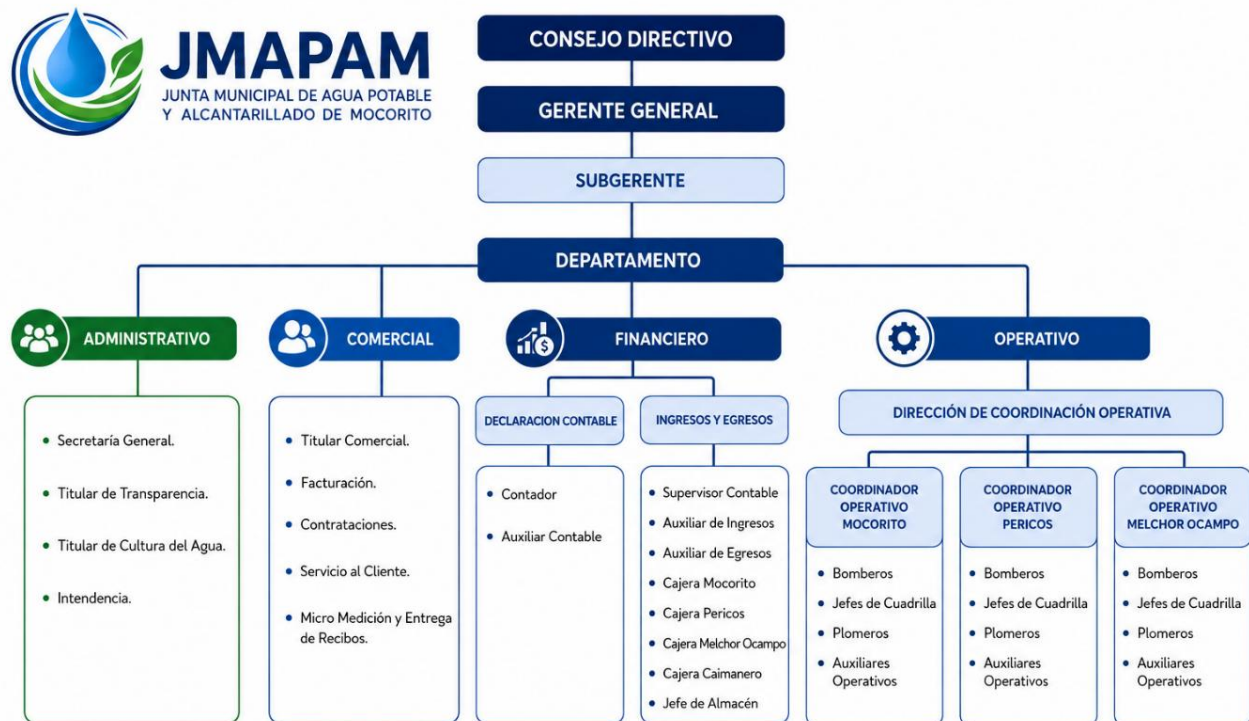 JMAPAM
JUNTA MUNICIPAL DE AGUA POTABLE
Y ALCANTARILLADO DE MOCORITO
CONSEJO DIRECTIVO
GERENTE GENERAL
SUBGERENTE
DEPARTAMENTO
ADMINISTRATIVO
• Secretaría General.
• Titular de Transparencia.
• Titular de Cultura del Agua.
• Intendencia.
COMERCIAL
• Titular Comercial.
• Facturación.
• Contrataciones.
• Servicio al Cliente.
• Micro Medición y Entrega
de Recibos.
FINANCIERO
$
DECLARACION CONTABLE
• Contador
• Auxiliar Contable
INGRESOS Y EGRESOS
• Supervisor Contable
• Auxiliar de Ingresos
• Auxiliar de Egresos
• Cajera Mocorito
• Cajera Pericos
• Cajera Melchor Ocampo
• Cajera Caimanero
• Jefe de Almacén
OPERATIVO
DIRECCIÓN DE COORDINACIÓN OPERATIVA
COORDINADOR
OPERATIVO
MOCORITO
• Bomberos
• Jefes de Cuadrilla
• Plomeros
• Auxiliares
Operativos
COORDINADOR
OPERATIVO
PERICOS
• Bomberos
• Jefes de Cuadrilla
• Plomeros
• Auxiliares
Operativos
COORDINADOR
OPERATIVO
MELCHOR OCAMPO
• Bomberos
• Jefes de Cuadrilla
• Plomeros
• Auxiliares
Operativos